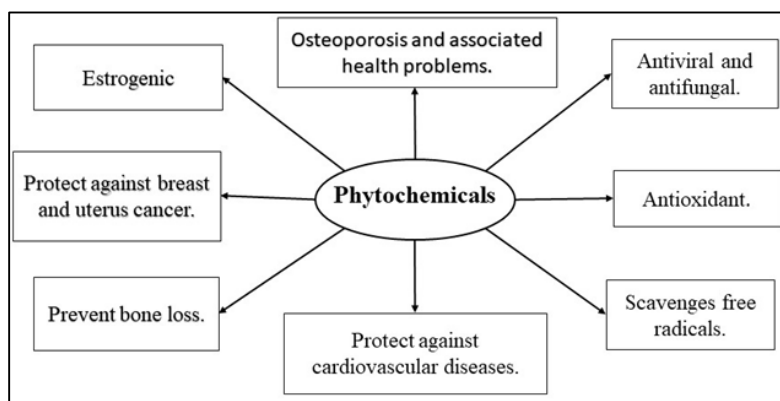 Osteoporosis and associated
health problems.
Estrogenic
Antiviral and
antifungal.
Protect against breast
and uterus cancer.
Phytochemicals
Antioxidant.
Prevent bone loss.
Scavenges free
radicals.
Protect against
cardiovascular diseases.